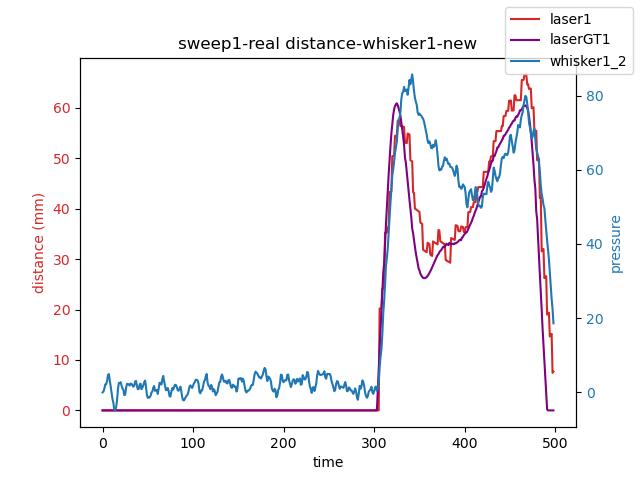 sweep1-real distance-whisker1-new
laser1
laserGT1
whisker1_2
distance (mm)
60
50
40
30
20
10
0
80
60
40
20
0
pressure
0 100 200 300 400 500
time